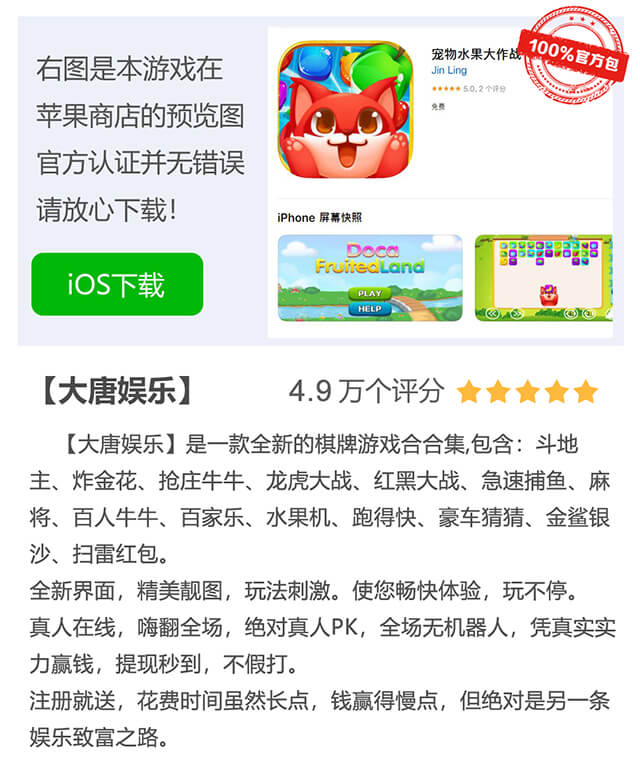 右图是本游戏在
苹果商店的预览图
官方认证并无错误
请放心下载！
iOS下载
宠物水果大作战
Jin Ling
★★★★★ 5.0, 2 个评分
免费
100%官方包
iPhone 屏幕快照
Doca
FruitedLand
PLAY
HELP
【大唐娱乐】 4.9 万个评分 ★★★★★
【大唐娱乐】是一款全新的棋牌游戏合合集,包含：斗地
主、炸金花、抢庄牛牛、龙虎大战、红黑大战、急速捕鱼、麻
将、百人牛牛、百家乐、水果机、跑得快、豪车猜猜、金鲨银
沙、扫雷红包。
全新界面，精美靓图，玩法刺激。使您畅快体验，玩不停。
真人在线，嗨翻全场，绝对真人PK，全场无机器人，凭真实实
力赢钱，提现秒到，不假打。
注册就送，花费时间虽然长点，钱赢得慢点，但绝对是另一条
娱乐致富之路。